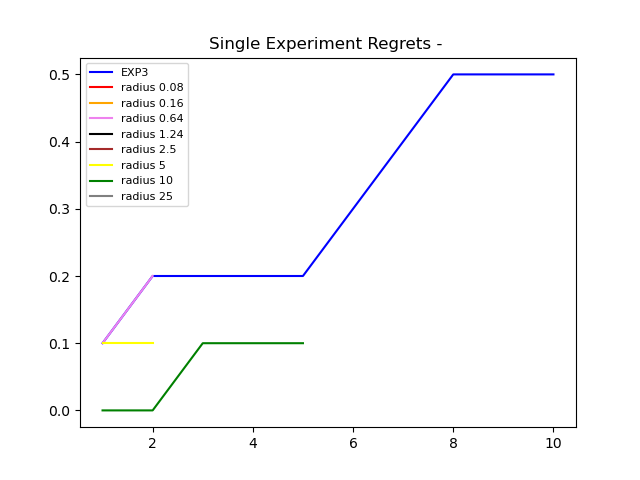 Single Experiment Regrets -
EXP3
radius 0.08
radius 0.16
radius 0.64
radius 1.24
radius 2.5
radius 5
radius 10
radius 25
0.5
0.4
0.3
0.2
0.1
0.0
2 4 6 8 10